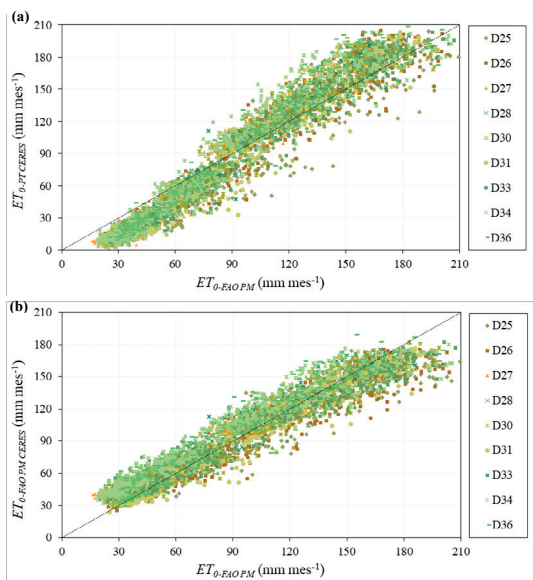 (a)
210
180
150
120
90
60
30
0
ET0-PT CERES (mm mes-1)
0 30 60 90 120 150 180 210
ET0-FAO PM (mm mes-1)
D25
D26
D27
D28
D30
D31
D33
D34
D36
(b)
210
180
150
120
90
60
30
0
ET0-FAO PM CERES (mm mes-1)
0 30 60 90 120 150 180 210
ET0-FAO PM (mm mes-1)
D25
D26
D27
D28
D30
D31
D33
D34
D36